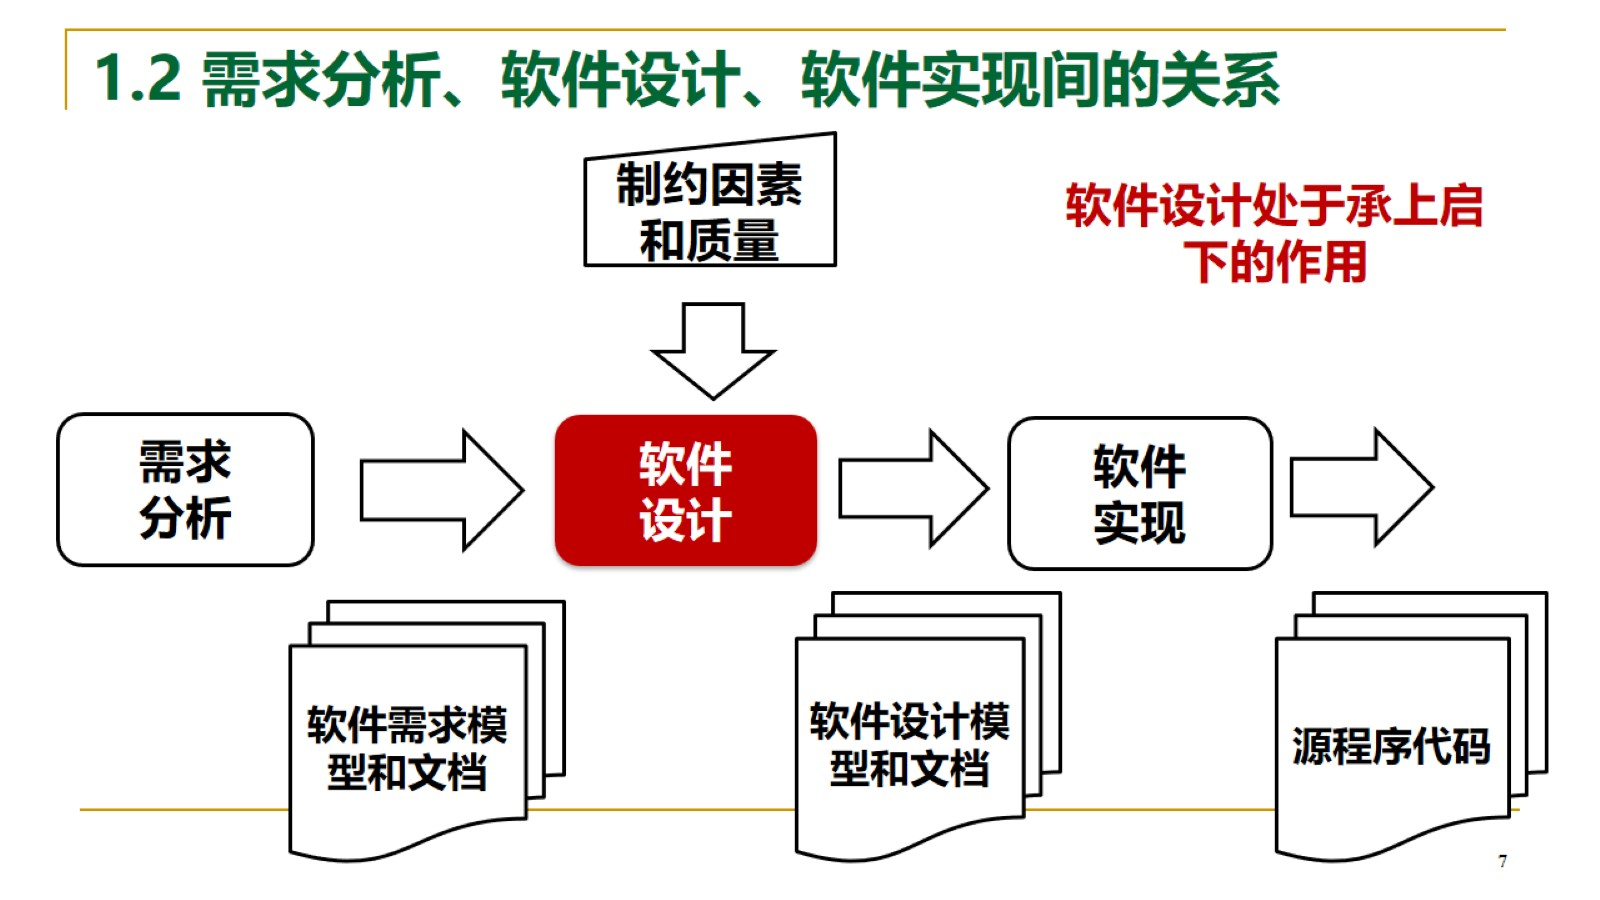 1.2 需求分析、软件设计、软件实现间的关系
制约因素
和质量
软件设计处于承上启
下的作用
需求
分析
软件
设计
软件
实现
软件需求模
型和文档
软件设计模
型和文档
源程序代码
7